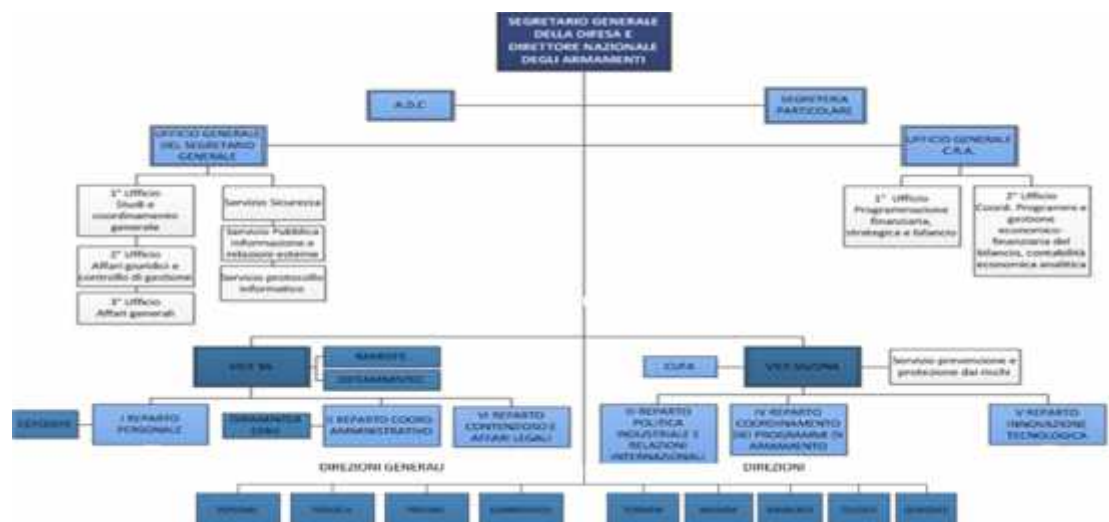 SEGRETARIO GENERALE
DELLA DIFESA E
DIRETTORE NAZIONALE
DEGLI ARMAMENTI
A.D.C
SEGRETERIA
PARTICOLARE
UFFICIO GENERALE
DEL SEGRETARIO
GENERALE
UFFICIO GENERALE
C.R.A.
1° Ufficio
Studi e
coordinamento
generale
2° Ufficio
Affari giuridici e
controllo di gestione
3° Ufficio
Affari generali
Servizio Sicurezza
Servizio Pubblica
informazione e
relazioni esterne
Servizio protocollo
informatico
1° Ufficio
Programmazione
finanziaria,
strategica e bilancio
2° Ufficio
Coord. Programmi e
gestione
economico-
finanziaria del
bilancio, contabilità
economica analitica
VICE SG
VICE SG/DNA
Servizio prevenzione e
protezione dai rischi
I REPARTO
PERSONALE
II REPARTO COORD.
AMMINISTRATIVO
VI REPARTO
CONTENZIOSO E
AFFARI LEGALI
III REPARTO
POLITICA
INDUSTRIALE E
RELAZIONI
INTERNAZIONALI
IV REPARTO
COORDINAMENTO
DEI PROGRAMMI DI
ARMAMENTO
V REPARTO
INNOVAZIONE
TECNOLOGICA
DIREZIONI GENERALI
DIREZIONI